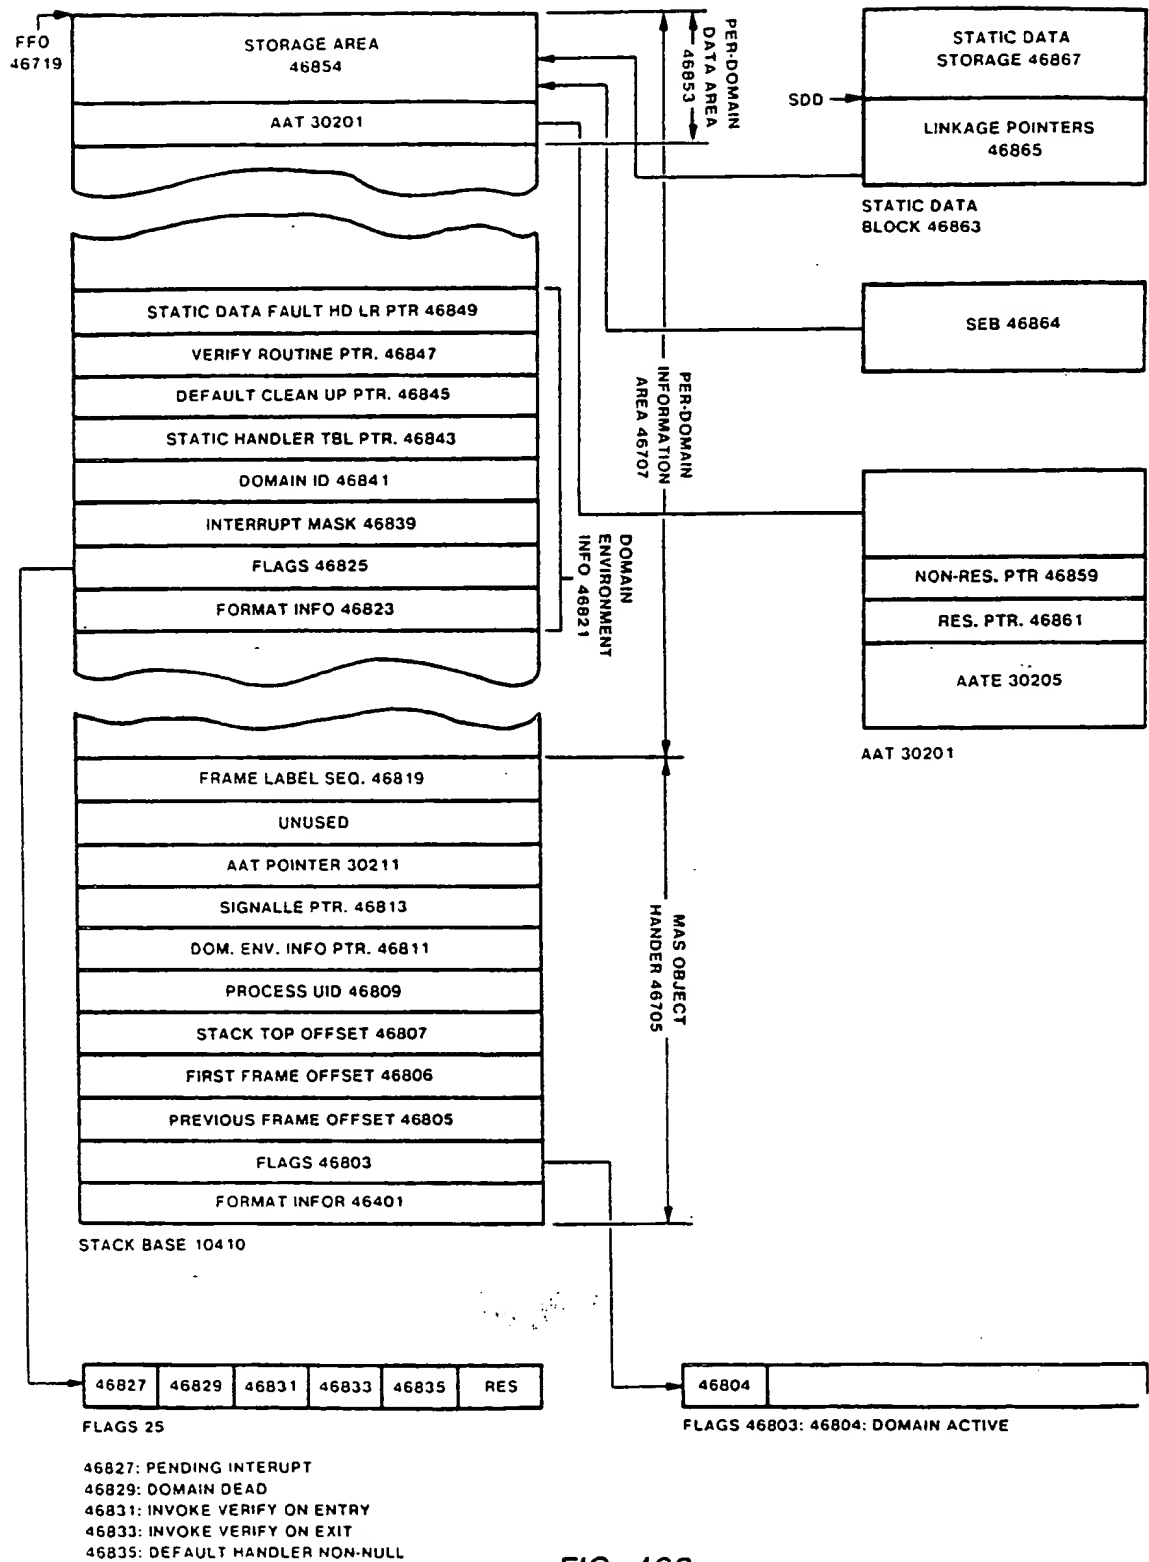 FFO
46719
STORAGE AREA
46854
AAT 30201
PER-DOMAIN
DATA AREA
46853
STATIC DATA
STORAGE 46867
SDD
LINKAGE POINTERS
46865
STATIC DATA
BLOCK 46863
STATIC DATA FAULT HD LR PTR 46849
VERIFY ROUTINE PTR. 46847
DEFAULT CLEAN UP PTR. 46845
STATIC HANDLER TBL PTR. 46843
DOMAIN ID 46841
INTERRUPT MASK 46839
FLAGS 46825
FORMAT INFO 46823
DOMAIN
ENVIRONMENT
INFO 46821
PER-DOMAIN
INFORMATION
AREA 46707
SEB 46864
NON-RES. PTR 46859
RES. PTR. 46861
AATE 30205
AAT 30201
FRAME LABEL SEQ. 46819
UNUSED
AAT POINTER 30211
SIGNALLE PTR. 46813
DOM. ENV. INFO PTR. 46811
PROCESS UID 46809
STACK TOP OFFSET 46807
FIRST FRAME OFFSET 46806
PREVIOUS FRAME OFFSET 46805
FLAGS 46803
FORMAT INFOR 46401
MAS OBJECT
HANDER 46705
STACK BASE 10410
46827 46829 46831 46833 46835 RES
FLAGS 25
46804
FLAGS 46803: 46804: DOMAIN ACTIVE
46827: PENDING INTERUPT
46829: DOMAIN DEAD
46831: INVOKE VERIFY ON ENTRY
46833: INVOKE VERIFY ON EXIT
46835: DEFAULT HANDLER NON-NULL